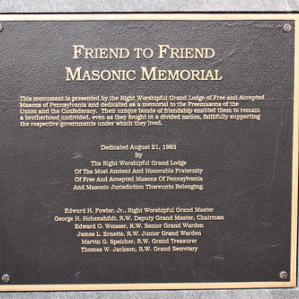 FRIEND TO FRIEND
MASONIC MEMORIAL
This monument is presented by the Right Worshipful Grand Lodge of Free and Accepted
Masons of Pennsylvania and dedicated as a memorial to the Freemasons of the
Union and the Confederacy. Their unique bonds of friendship enabled them to remain
a brotherhood undivided, even as they fought in a divided nation, faithfully supporting
the respective governments under which they lived.
Dedicated August 21, 1993
By
The Right Worshipful Grand Lodge
Of The Most Ancient And Honorable Fraternity
Of Free And Accepted Masons Of Pennsylvania
And Masonic Jurisdiction Thereunto Belonging.
Edward H. Fowler, Jr., Right Worshipful Grand Master
George H. Hohenshildt, R.W. Deputy Grand Master, Chairman
Edward O. Weisser, R.W. Senior Grand Warden
James L. Ernette, R.W. Junior Grand Warden
Marvin G. Speicher, R.W. Grand Treasurer
Thomas W. Jackson, R.W. Grand Secretary